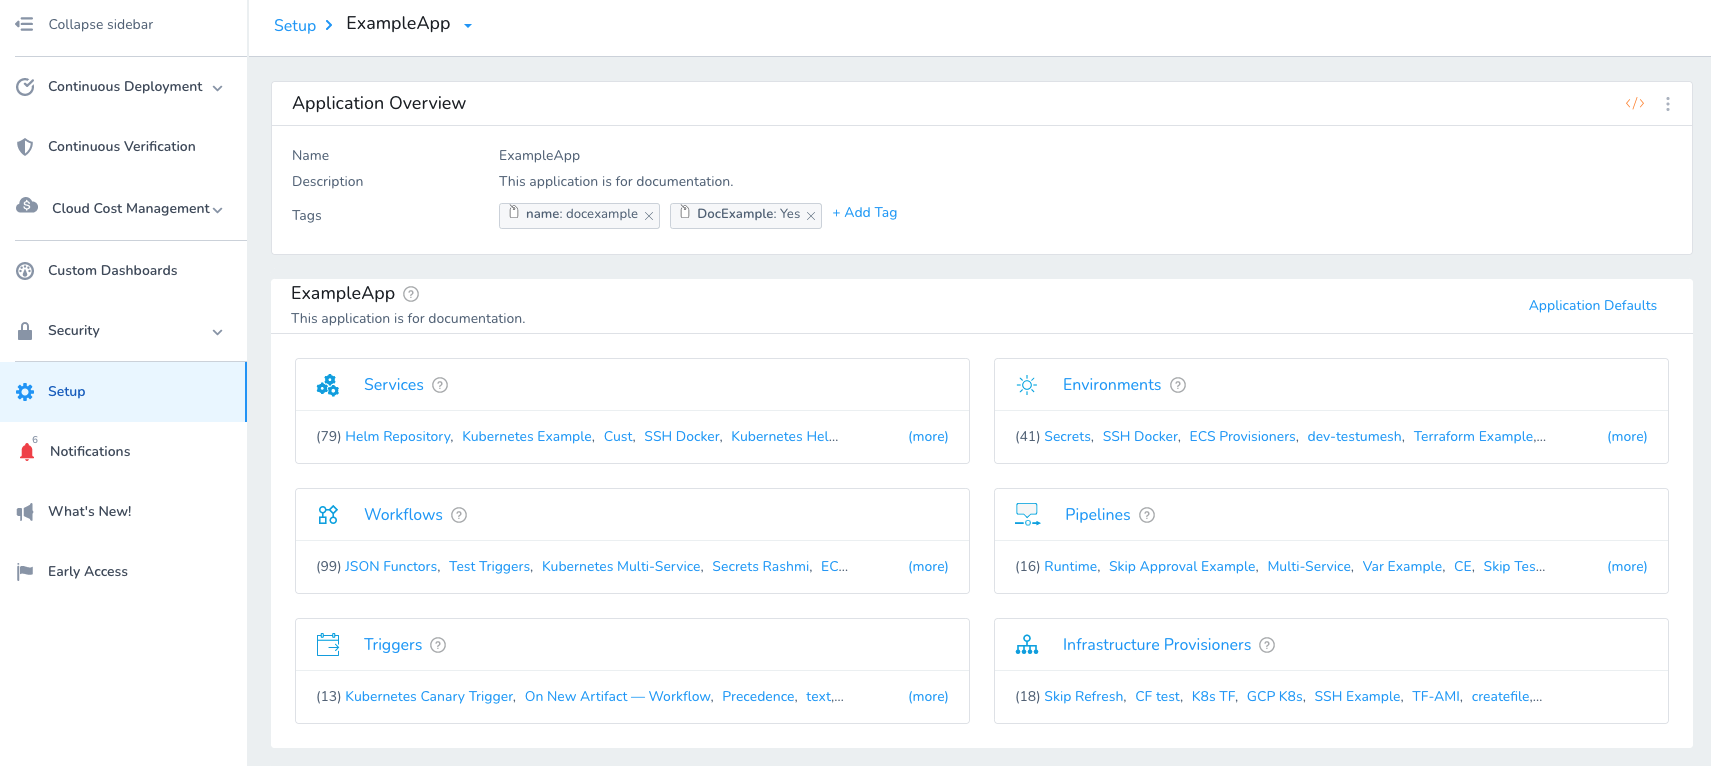 Collapse sidebar
Continuous Deployment
Continuous Verification
Cloud Cost Management
Custom Dashboards
Security
Setup
6
Notifications
What's New!
Early Access
Setup ExampleApp
Application Overview
Name ExampleApp
Description This application is for documentation.
Tags name: docexample DocExample: Yes + Add Tag
ExampleApp
This application is for documentation.
Application Defaults
Services
(79) Helm Repository, Kubernetes Example, Cust, SSH Docker, Kubernetes Hel... (more)
Environments
(41) Secrets, SSH Docker, ECS Provisioners, dev-testumesh, Terraform Example,... (more)
Workflows
(99) JSON Functors, Test Triggers, Kubernetes Multi-Service, Secrets Rashmi, EC... (more)
Pipelines
(16) Runtime, Skip Approval Example, Multi-Service, Var Example, CE, Skip Tes... (more)
Triggers
(13) Kubernetes Canary Trigger, On New Artifact — Workflow, Precedence, text,... (more)
Infrastructure Provisioners
(18) Skip Refresh, CF test, K8s TF, GCP K8s, SSH Example, TF-AMI, createfile,...